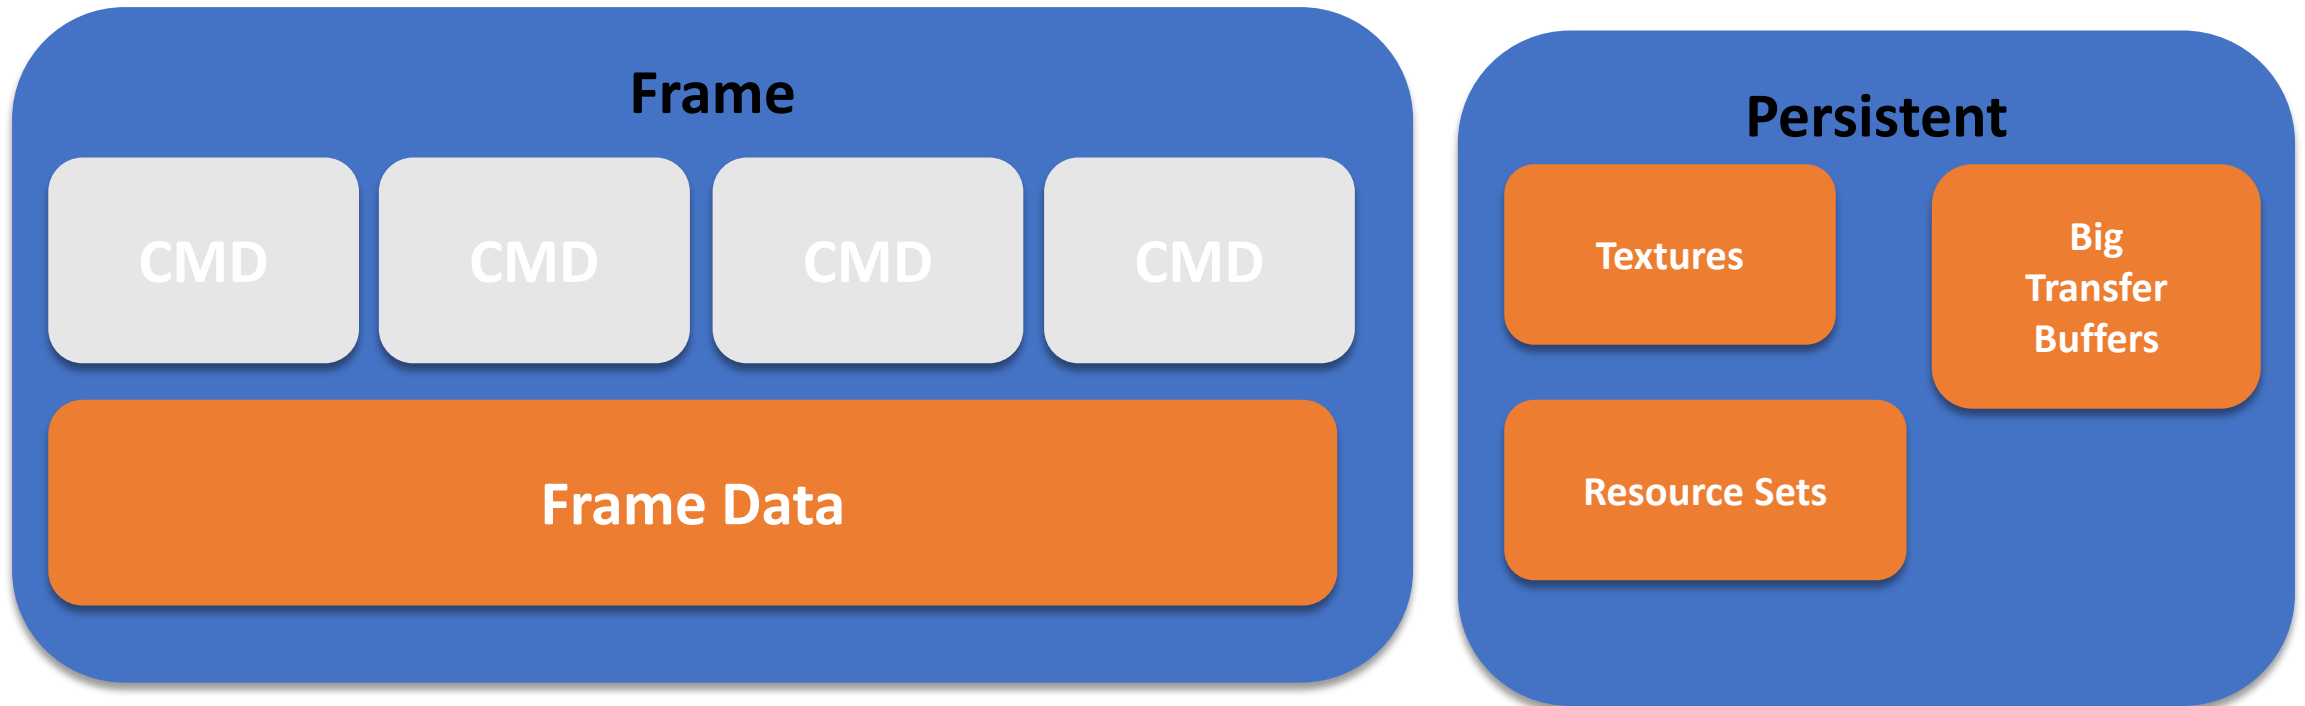 Frame
CMD
CMD
CMD
CMD
Frame Data
Persistent
Textures
Big
Transfer
Buffers
Resource Sets